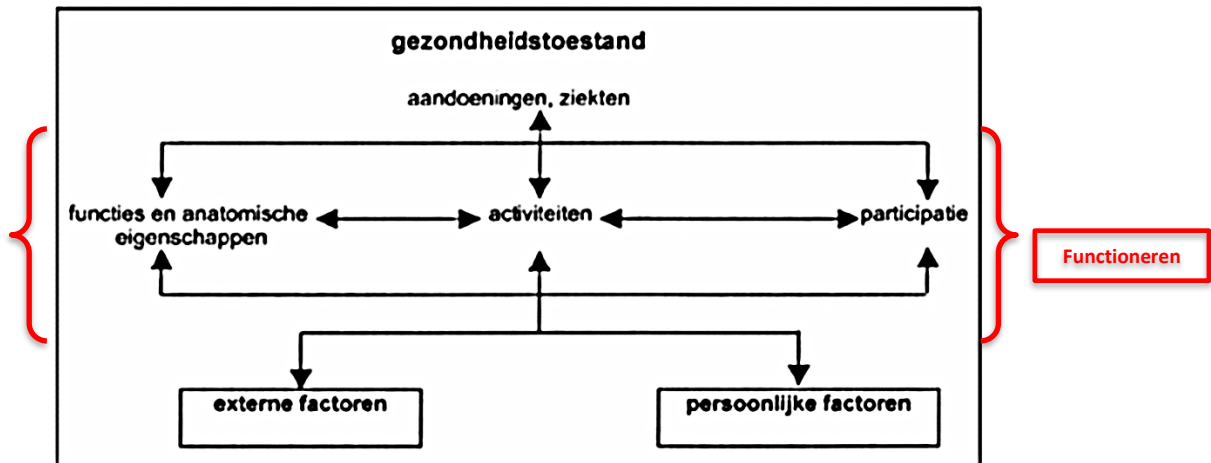 gezondheidstoestand
aandoeningen, ziekten
functies en anatomische
eigenschappen
activiteiten
participatie
Functioneren
externe factoren
persoonlijke factoren